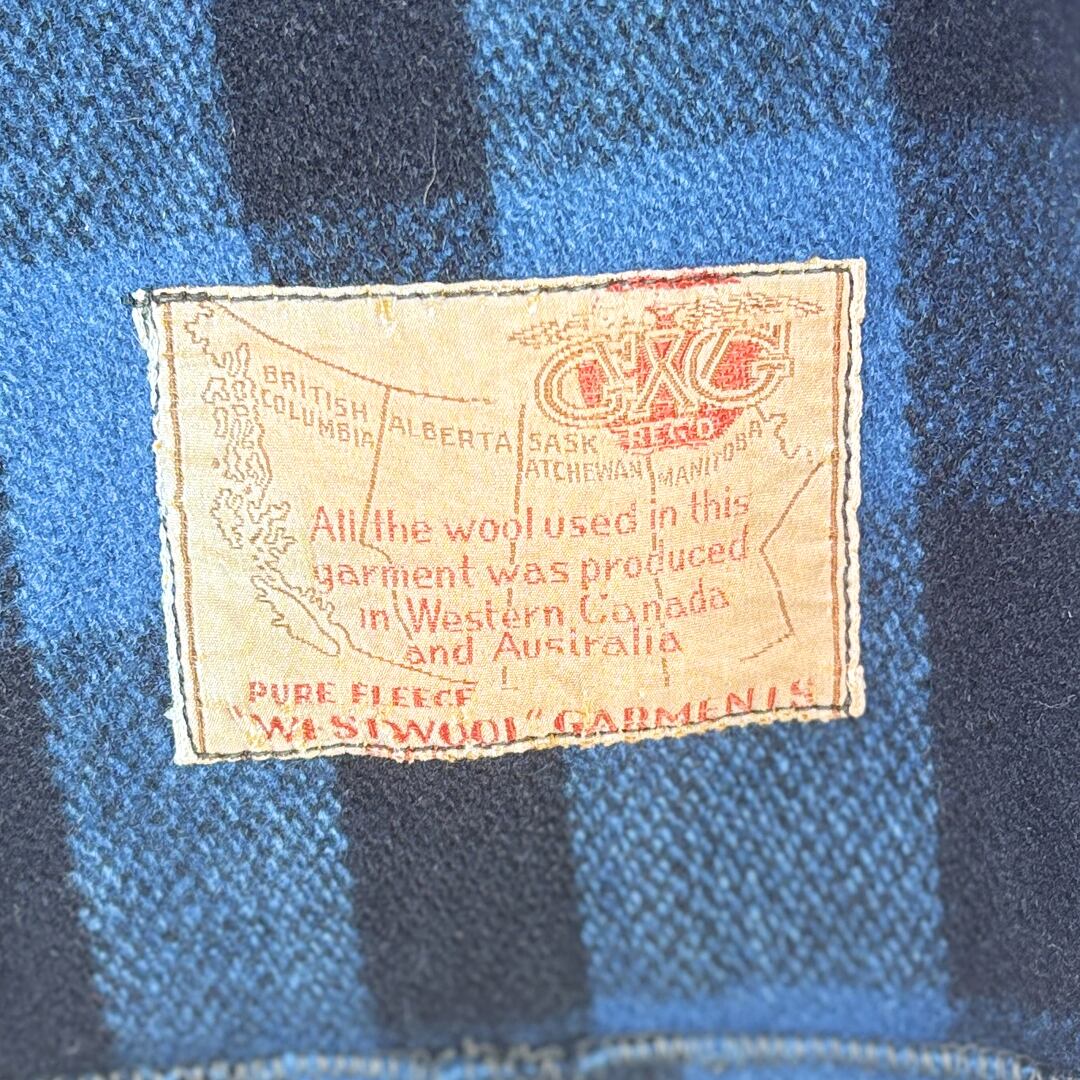 GWG
REG'D
BRITISH
COLUMBIA
ALBERTA
SASK
ATCHEWAN
MANITOBA
All the wool used in this
garment was produced
in Western Canada
and Australia
PURE FLEECE
"WESTWOOL" GARMENTS